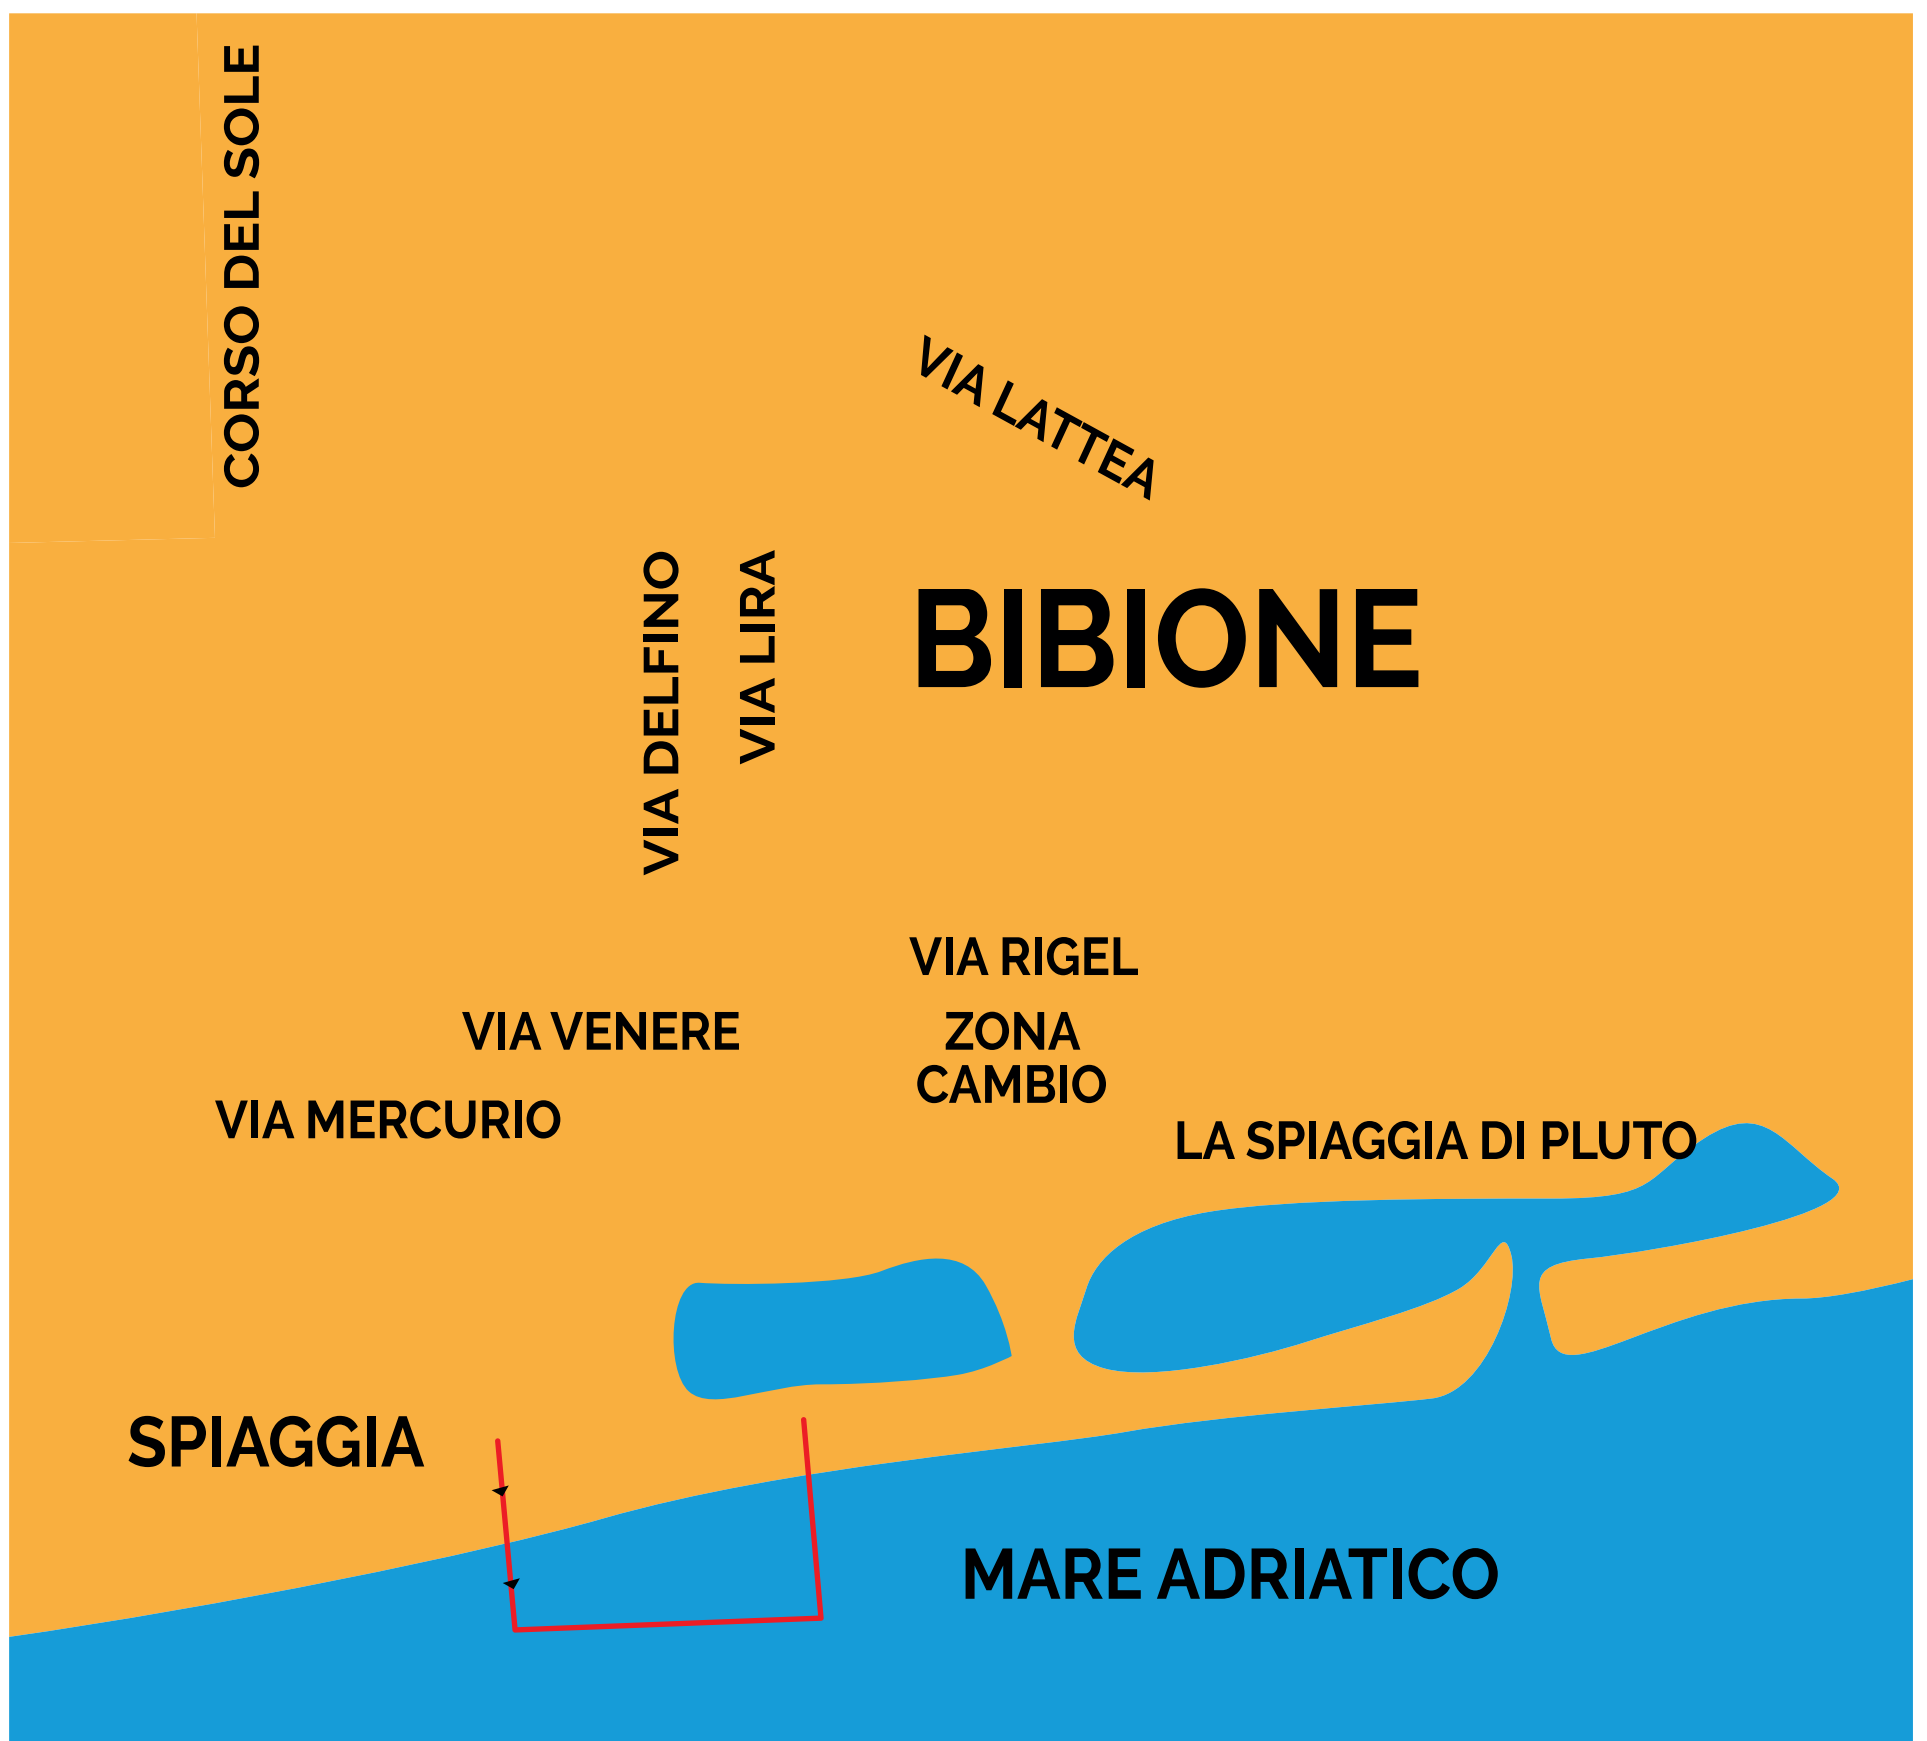 CORSO DEL SOLE
VIA LATTEA
VIA DELFINO
VIA LIRA
BIBIONE
VIA RIGEL
VIA VENERE
ZONA
CAMBIO
VIA MERCURIO
LA SPIAGGIA DI PLUTO
SPIAGGIA
MARE ADRIATICO